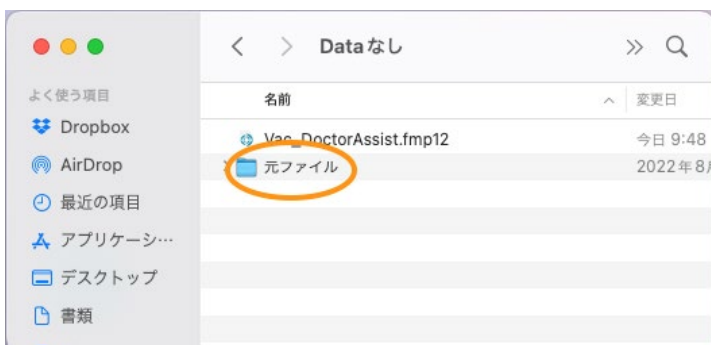 Dataなし
よく使う項目
名前
変更日
Dropbox
Vac_DoctorAssist.fmp12
今日 9:48
AirDrop
元ファイル
2022年8月
最近の項目
アプリケーシ…
デスクトップ
書類